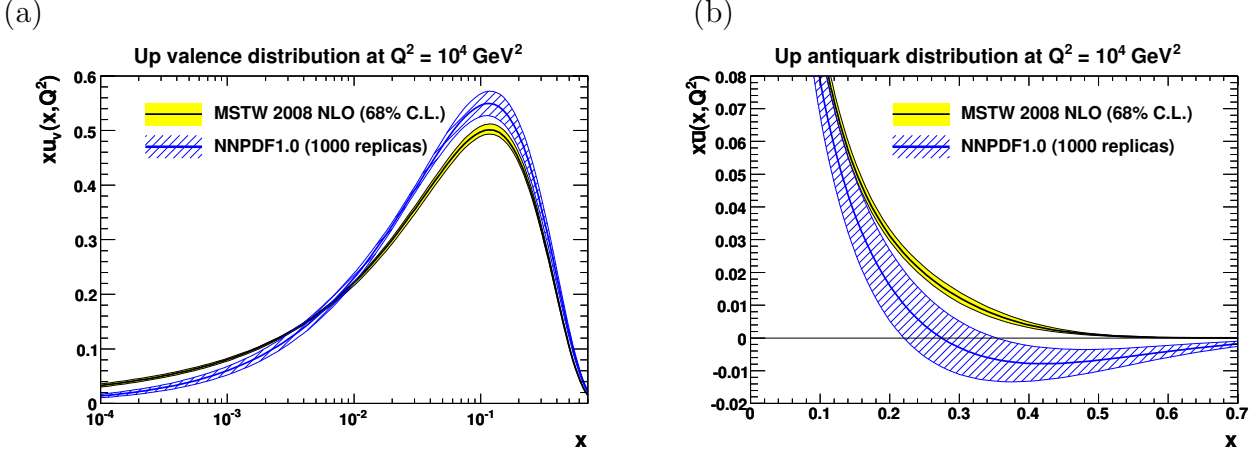 (a)
Up valence distribution at Q² = 10⁴ GeV²
xuᵥ(x,Q²)
0.6
0.5
0.4
0.3
0.2
0.1
0
MSTW 2008 NLO (68% C.L.)
NNPDF1.0 (1000 replicas)
10⁻⁴ 10⁻³ 10⁻² 10⁻¹
x
(b)
Up antiquark distribution at Q² = 10⁴ GeV²
xu̅(x,Q²)
0.08
0.07
0.06
0.05
0.04
0.03
0.02
0.01
0
-0.01
-0.02
MSTW 2008 NLO (68% C.L.)
NNPDF1.0 (1000 replicas)
0 0.1 0.2 0.3 0.4 0.5 0.6 0.7
x